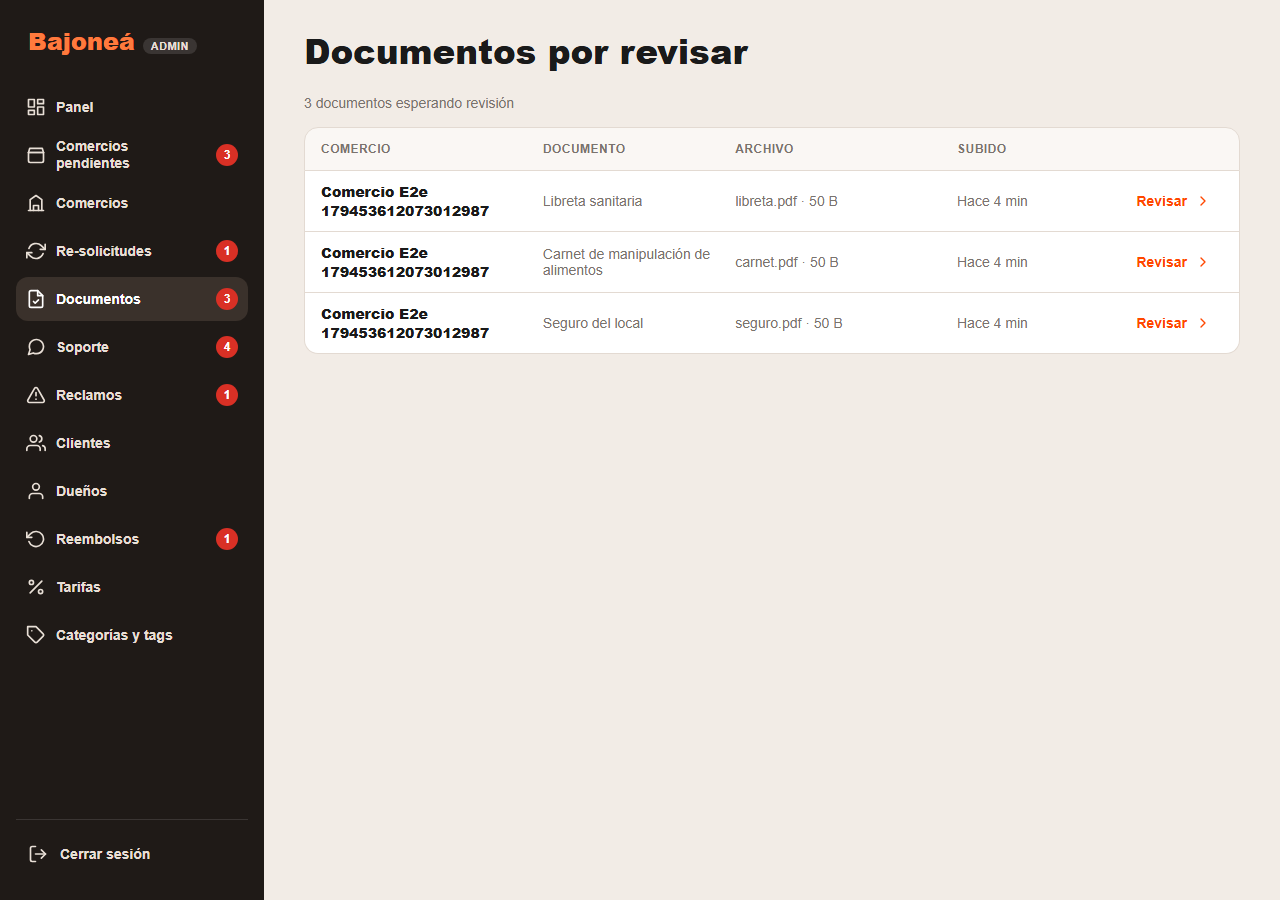 Bajoneá ADMIN
Panel
Comercios
pendientes
3
Comercios
Re-solicitudes 1
Documentos 3
Soporte 4
Reclamos 1
Clientes
Dueños
Reembolsos 1
Tarifas
Categorías y tags
Cerrar sesión
Documentos por revisar
3 documentos esperando revisión
COMERCIO DOCUMENTO ARCHIVO SUBIDO
Comercio E2e
179453612073012987
Libreta sanitaria
libreta.pdf · 50 B
Hace 4 min
Revisar
Comercio E2e
179453612073012987
Carnet de manipulación de
alimentos
carnet.pdf · 50 B
Hace 4 min
Revisar
Comercio E2e
179453612073012987
Seguro del local
seguro.pdf · 50 B
Hace 4 min
Revisar